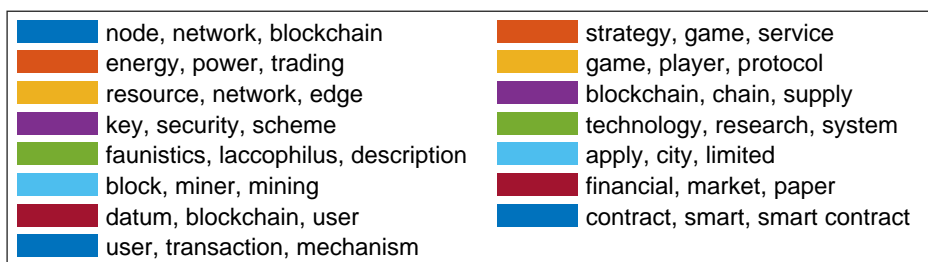 node, network, blockchain
energy, power, trading
resource, network, edge
key, security, scheme
faunistics, laccophilus, description
block, miner, mining
datum, blockchain, user
user, transaction, mechanism
strategy, game, service
game, player, protocol
blockchain, chain, supply
technology, research, system
apply, city, limited
financial, market, paper
contract, smart, smart contract